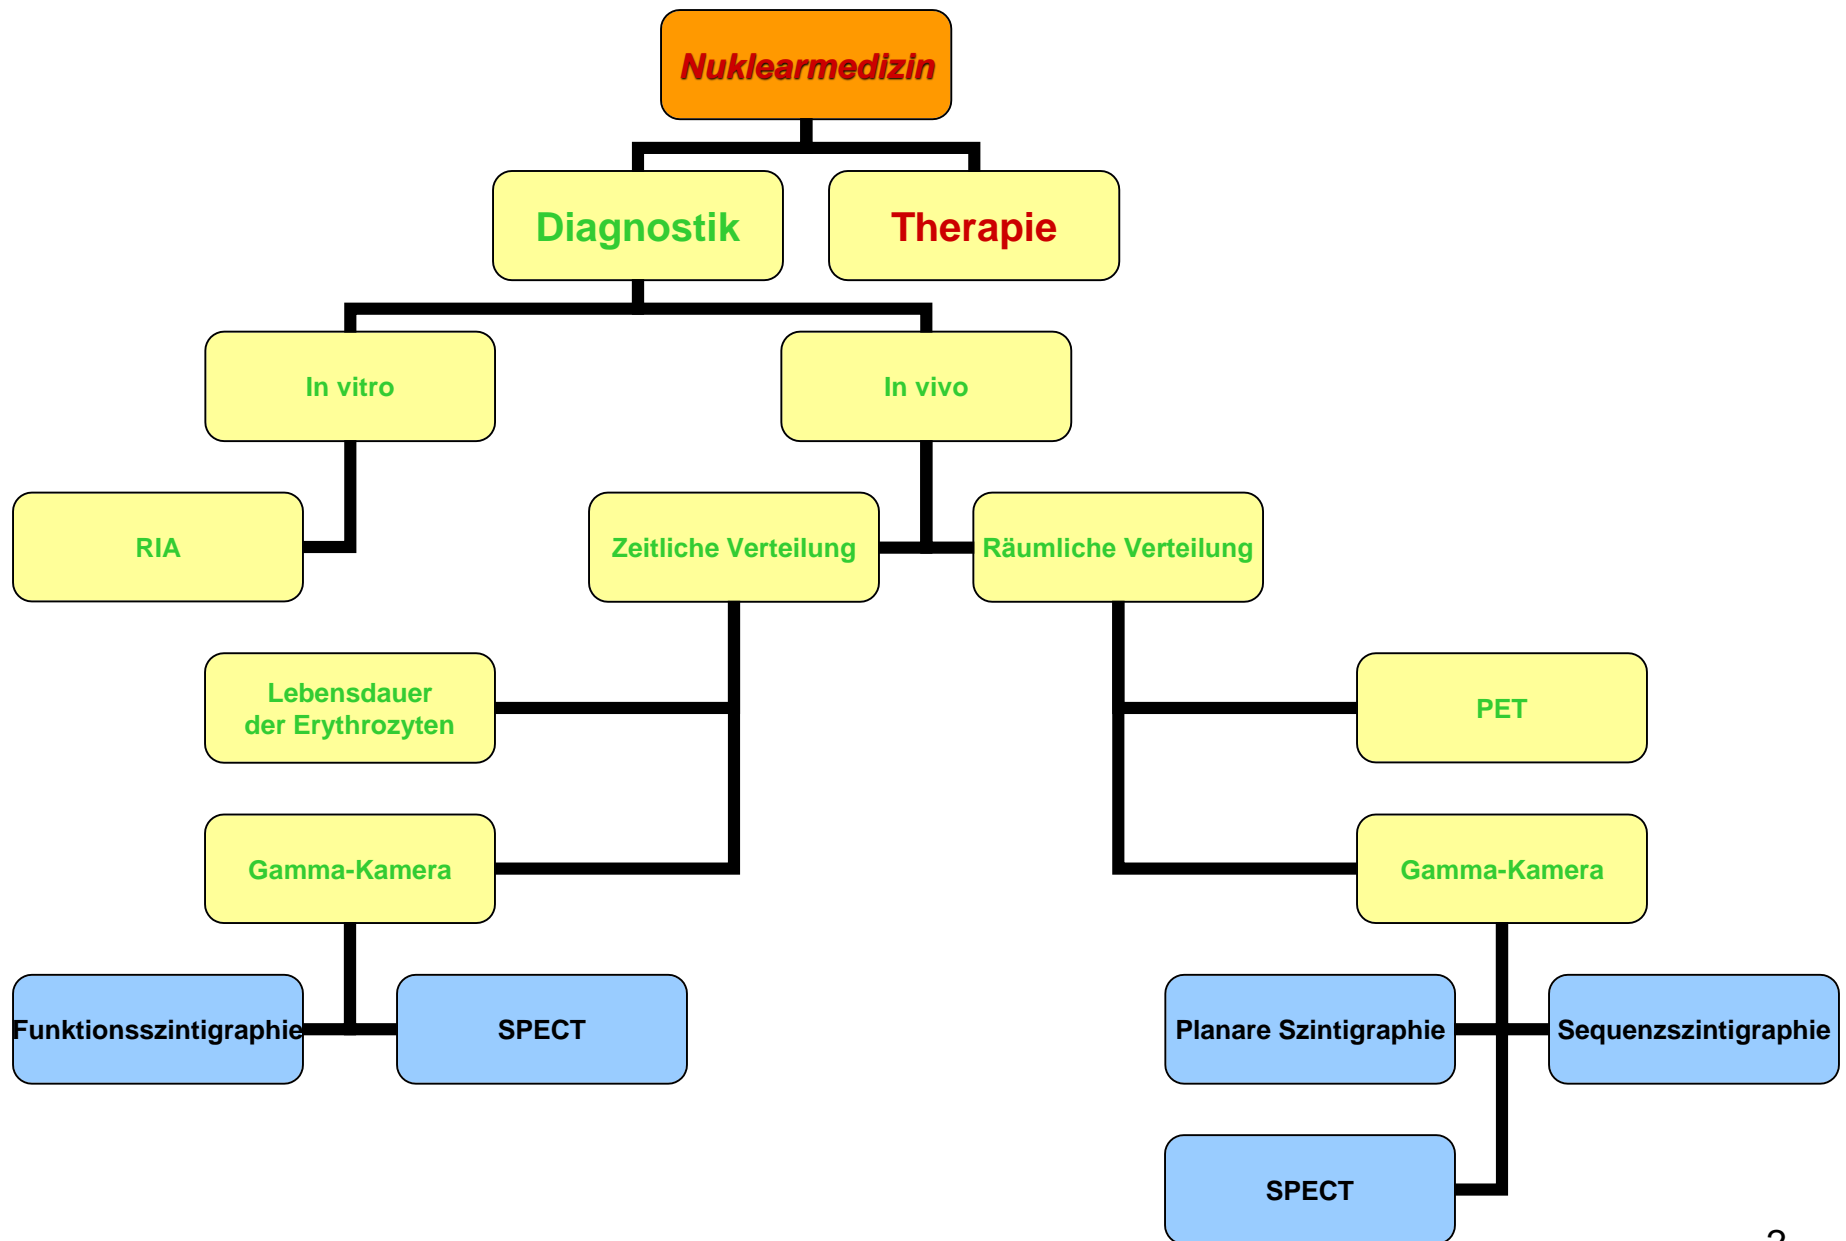 Nuklearmedizin
Diagnostik
Therapie
In vitro
In vivo
RIA
Zeitliche Verteilung
Räumliche Verteilung
Lebensdauer
der Erythrozyten
PET
Gamma-Kamera
Gamma-Kamera
Funktionsszintigraphie
SPECT
Planare Szintigraphie
Sequenzszintigraphie
SPECT